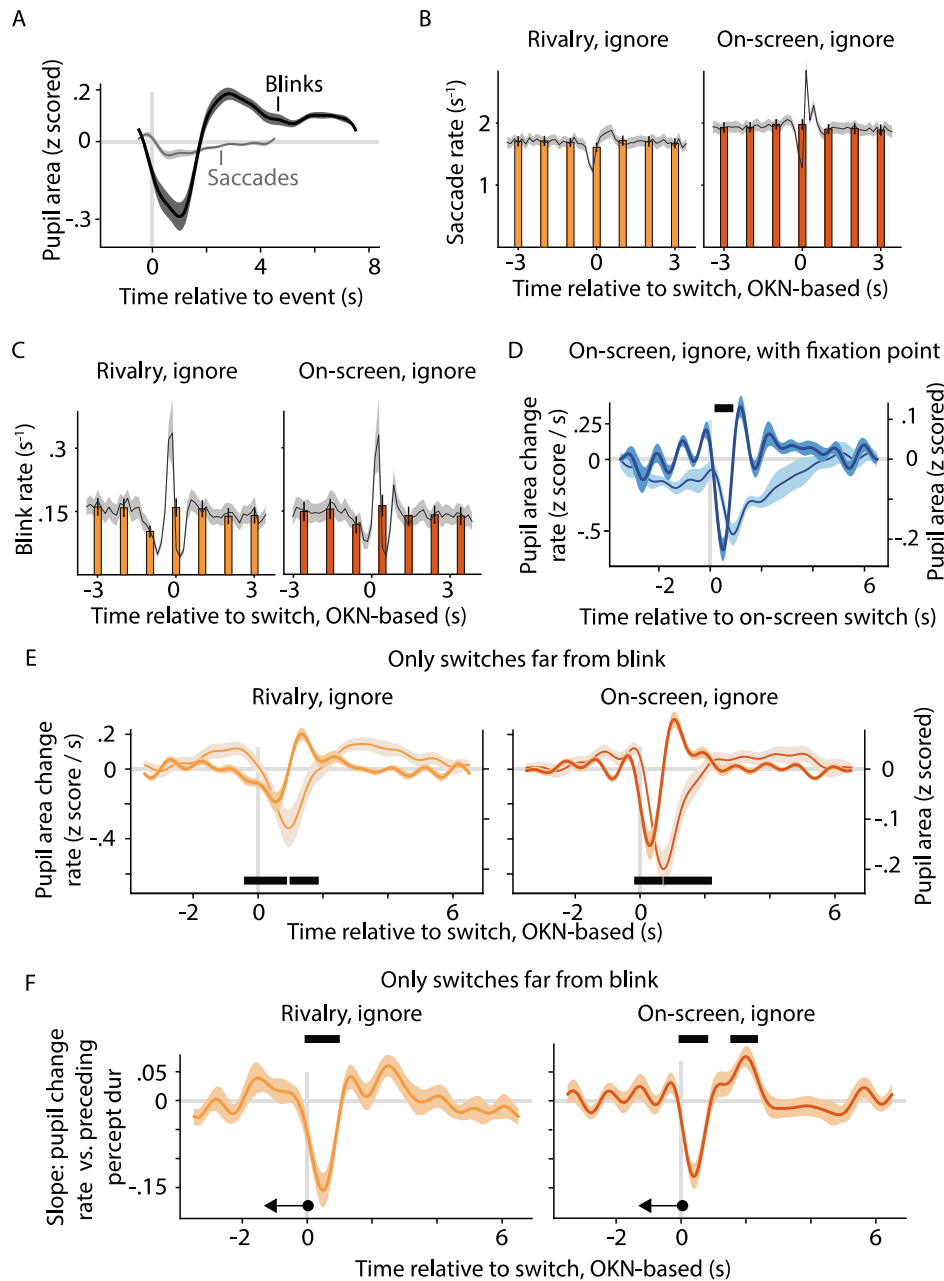 A
.2
0
-.3
Pupil area (z scored)
Blinks
Saccades
0
4
8
Time relative to event (s)
B
Rivalry, ignore
On-screen, ignore
Saccade rate (s⁻¹)
2
1
-3
0
3
-3
0
3
Time relative to switch, OKN-based (s)
C
Rivalry, ignore
On-screen, ignore
Blink rate (s⁻¹)
.3
.15
-3
0
3
-3
0
3
Time relative to switch, OKN-based (s)
D
On-screen, ignore, with fixation point
Pupil area change
rate (z score / s)
.25
0
-.5
0.1
0
-0.2
Pupil area (z scored)
-2
0
2
6
Time relative to on-screen switch (s)
E
Only switches far from blink
Rivalry, ignore
On-screen, ignore
Pupil area change
rate (z score / s)
.2
0
-.4
0
-.1
-.2
Pupil area (z scored)
-2
0
2
6
-2
0
2
6
Time relative to switch, OKN-based (s)
F
Only switches far from blink
Rivalry, ignore
On-screen, ignore
Slope: pupil change
rate vs. preceding
percept dur
.05
0
-.15
-2
0
2
6
-2
0
2
6
Time relative to switch, OKN-based (s)